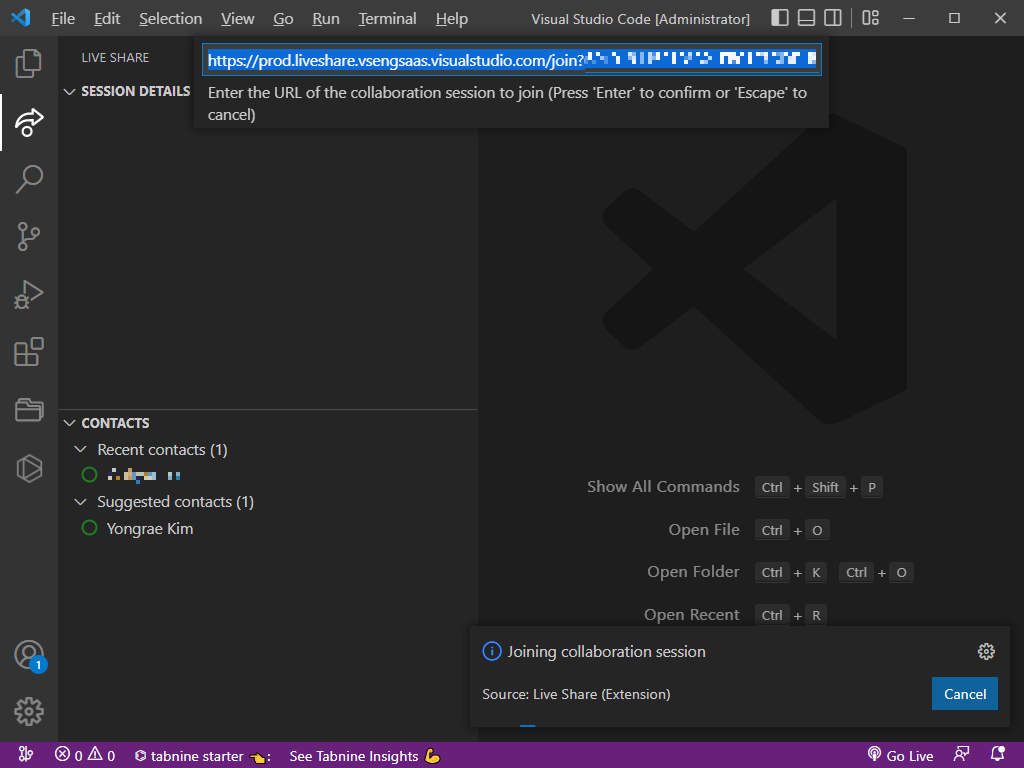 File Edit Selection View Go Run Terminal Help Visual Studio Code [Administrator]
LIVE SHARE
https://prod.liveshare.vsengsaas.visualstudio.com/join?
Enter the URL of the collaboration session to join (Press 'Enter' to confirm or 'Escape' to
cancel)
SESSION DETAILS
CONTACTS
Recent contacts (1)
Suggested contacts (1)
Yongrae Kim
Show All Commands Ctrl + Shift + P
Open File Ctrl + O
Open Folder Ctrl + K Ctrl + O
Open Recent Ctrl + R
Joining collaboration session
Source: Live Share (Extension) Cancel
1
0 0 tabnine starter 👈: See Tabnine Insights 💪 Go Live